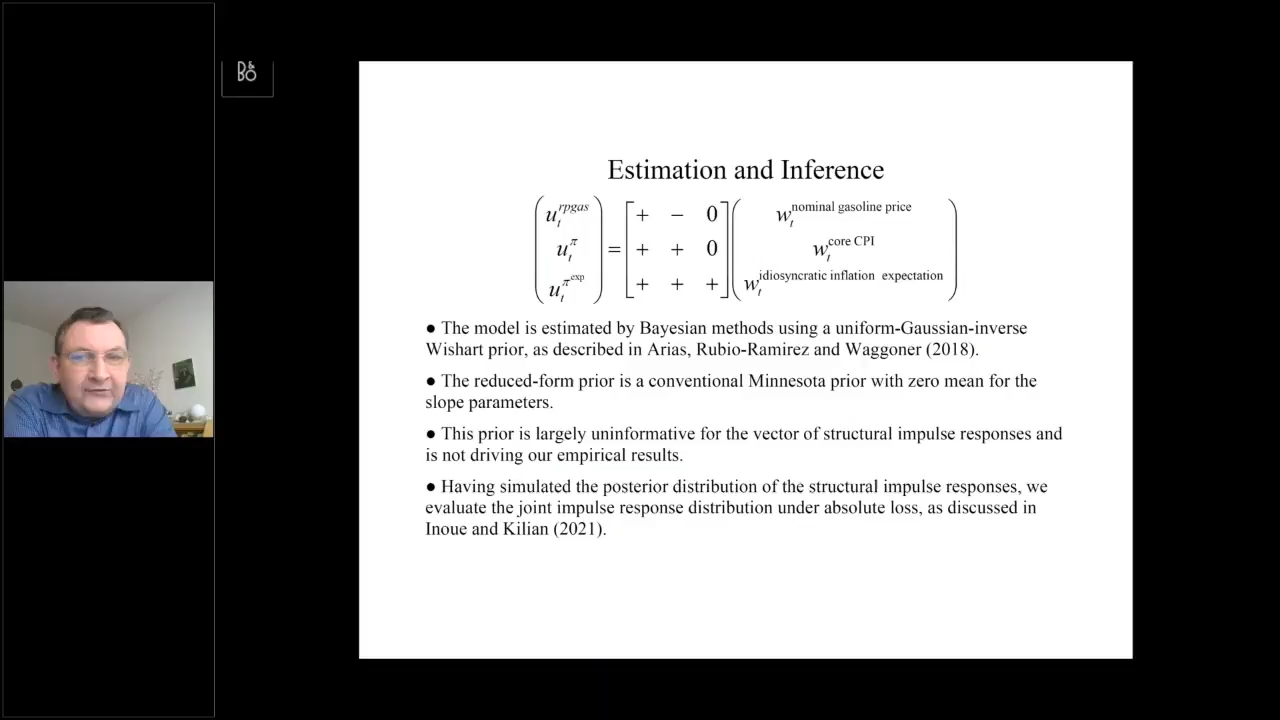 B&O
Estimation and Inference
u_t^{rpgas} + − 0 w_t^{nominal gasoline price}
u_t^{π} = + + 0 w_t^{core CPI}
u_t^{π^{exp}} + + + w_t^{idiosyncratic inflation expectation}
● The model is estimated by Bayesian methods using a uniform-Gaussian-inverse
Wishart prior, as described in Arias, Rubio-Ramirez and Waggoner (2018).
● The reduced-form prior is a conventional Minnesota prior with zero mean for the
slope parameters.
● This prior is largely uninformative for the vector of structural impulse responses and
is not driving our empirical results.
● Having simulated the posterior distribution of the structural impulse responses, we
evaluate the joint impulse response distribution under absolute loss, as discussed in
Inoue and Kilian (2021).